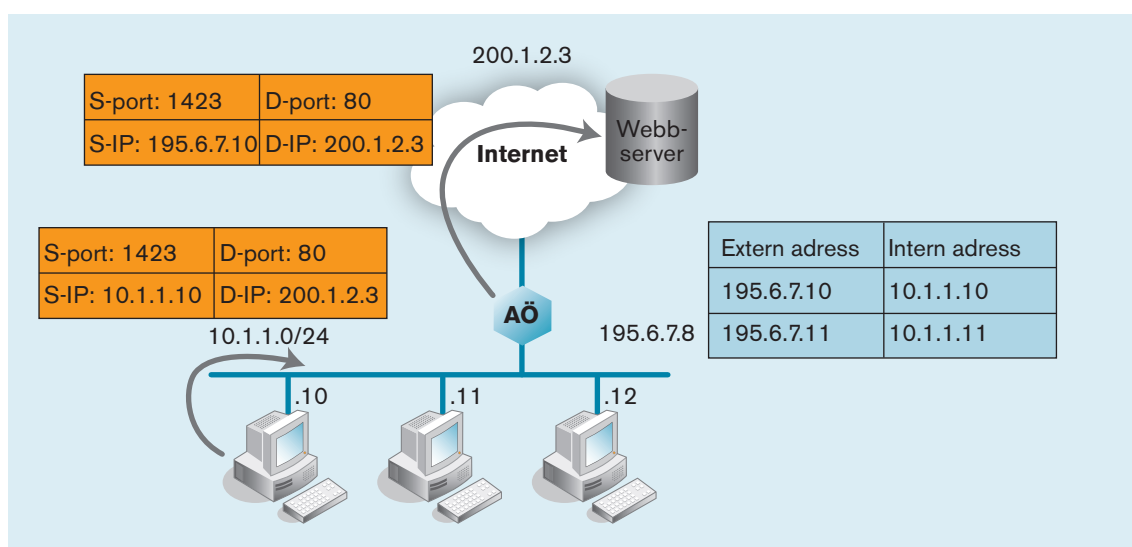 200.1.2.3
S-port: 1423 D-port: 80
S-IP: 195.6.7.10 D-IP: 200.1.2.3
Internet
Webb-
server
S-port: 1423 D-port: 80
S-IP: 10.1.1.10 D-IP: 200.1.2.3
Extern adress Intern adress
195.6.7.10 10.1.1.10
195.6.7.11 10.1.1.11
AÖ
10.1.1.0/24
195.6.7.8
.10 .11 .12